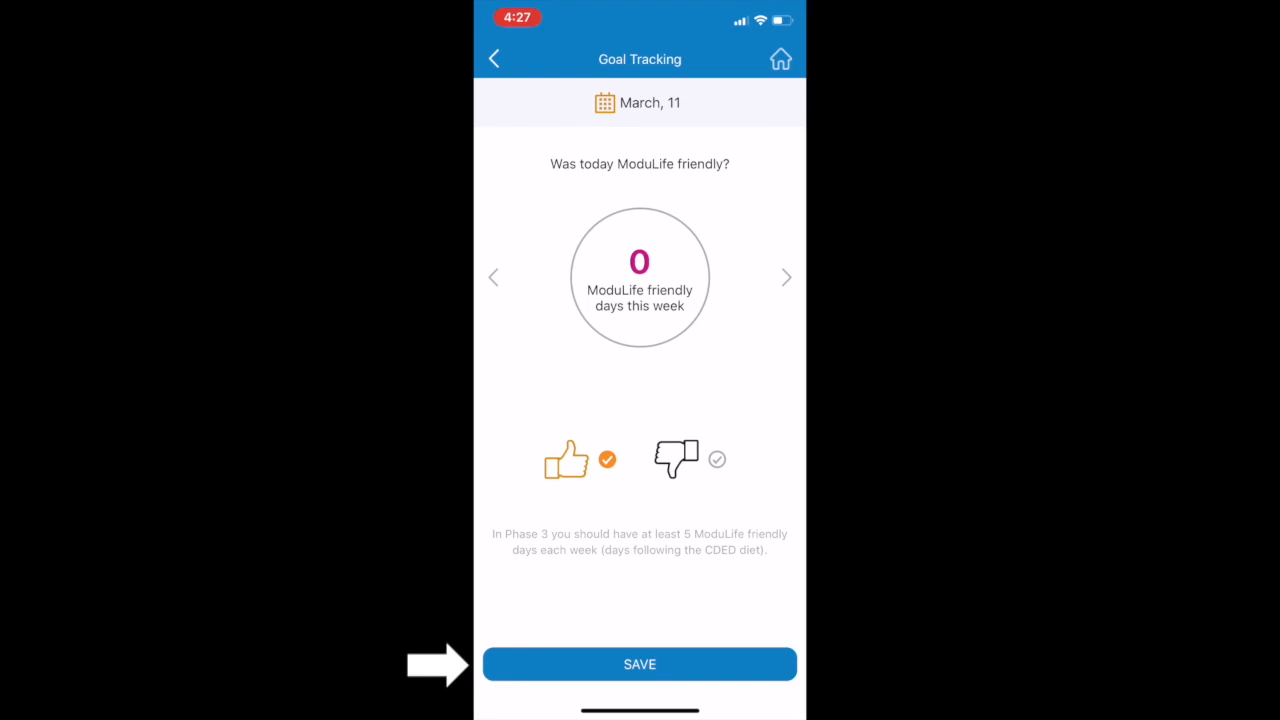 4:27
Goal Tracking
March, 11
Was today ModuLife friendly?
0
ModuLife friendly
days this week
In Phase 3 you should have at least 5 ModuLife friendly
days each week (days following the CDED diet).
SAVE